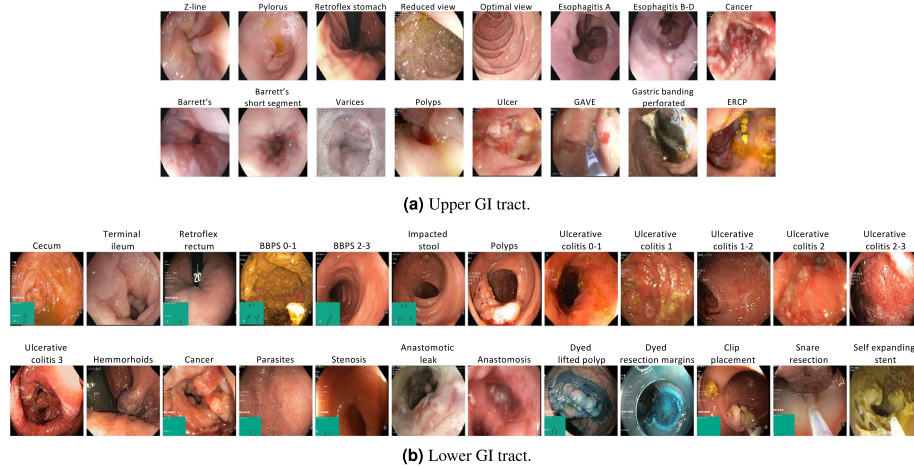 Z-line Pylorus Retroflex stomach Reduced view Optimal view Esophagitis A Esophagitis B-D Cancer
Barrett's Barrett's short segment Varices Polyps Ulcer GAVE Gastric banding perforated ERCP
(a) Upper GI tract.
Cecum Terminal ileum Retroflex rectum BBPS 0-1 BBPS 2-3 Impacted stool Polyps Ulcerative colitis 0-1 Ulcerative colitis 1 Ulcerative colitis 1-2 Ulcerative colitis 2 Ulcerative colitis 2-3
20
Ulcerative colitis 3 Hemmorhoids Cancer Parasites Stenosis Anastomotic leak Anastomosis Dyed lifted polyp Dyed resection margins Clip placement Snare resection Self expanding stent
(b) Lower GI tract.